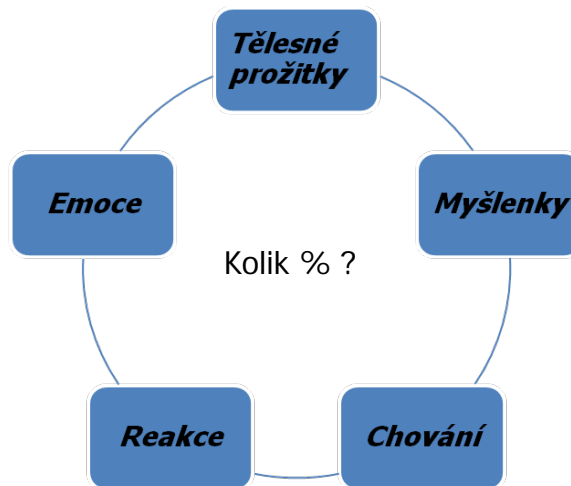 Tělesné
prožitky
Emoce
Myšlenky
Kolik % ?
Reakce
Chování